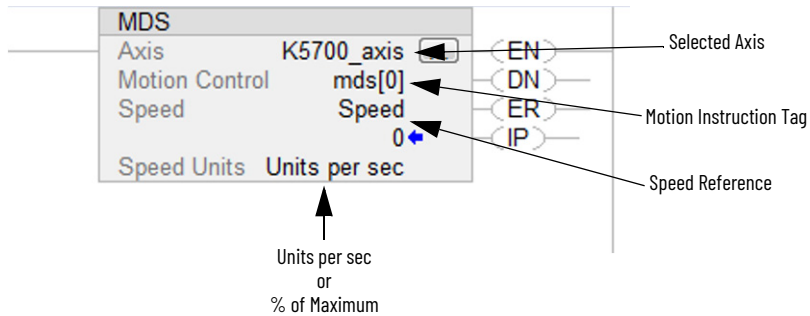 MDS
Axis K5700_axis EN
Motion Control mds[0] DN
Speed Speed ER
0 IP
Speed Units Units per sec
Selected Axis
Motion Instruction Tag
Speed Reference
Units per sec
or
% of Maximum